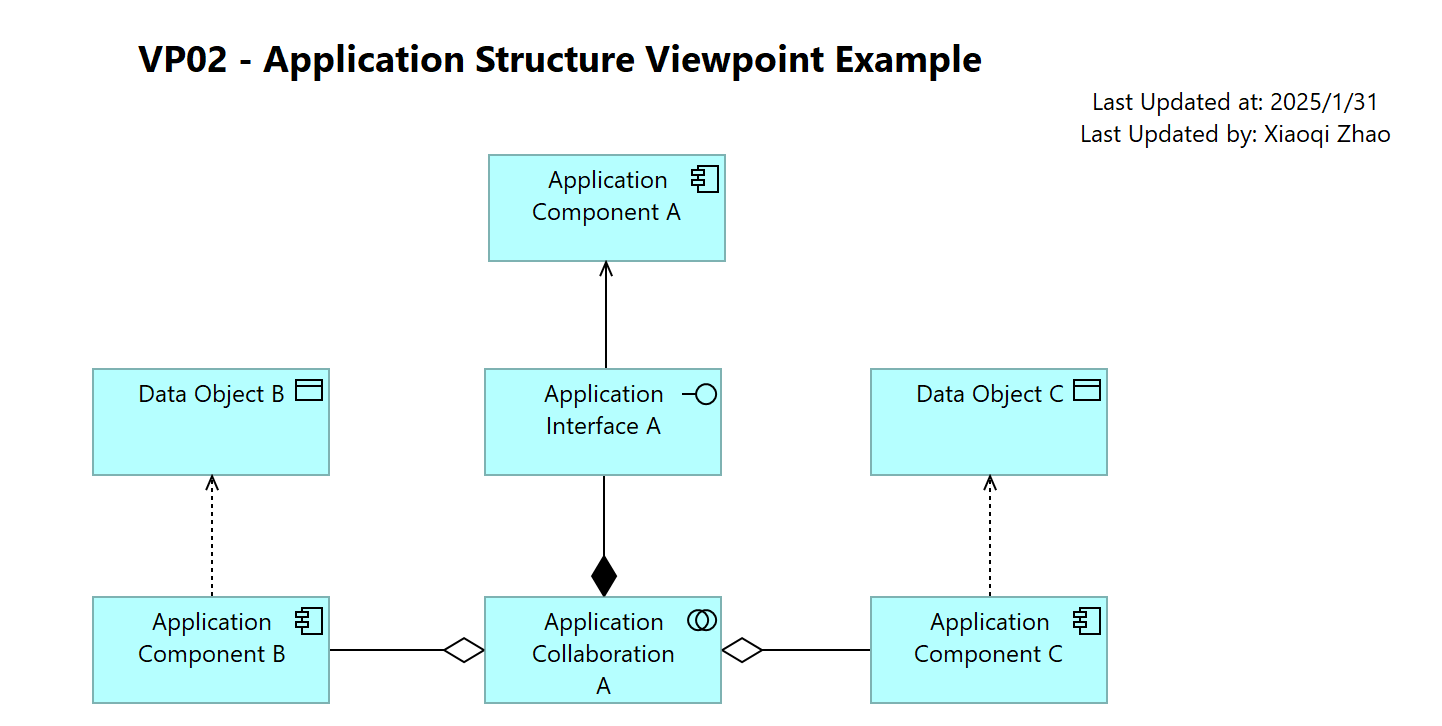 VP02 - Application Structure Viewpoint Example
Last Updated at: 2025/1/31
Last Updated by: Xiaoqi Zhao
Application
Component A
Data Object B
Application
Interface A
Data Object C
Application
Component B
Application
Collaboration
A
Application
Component C